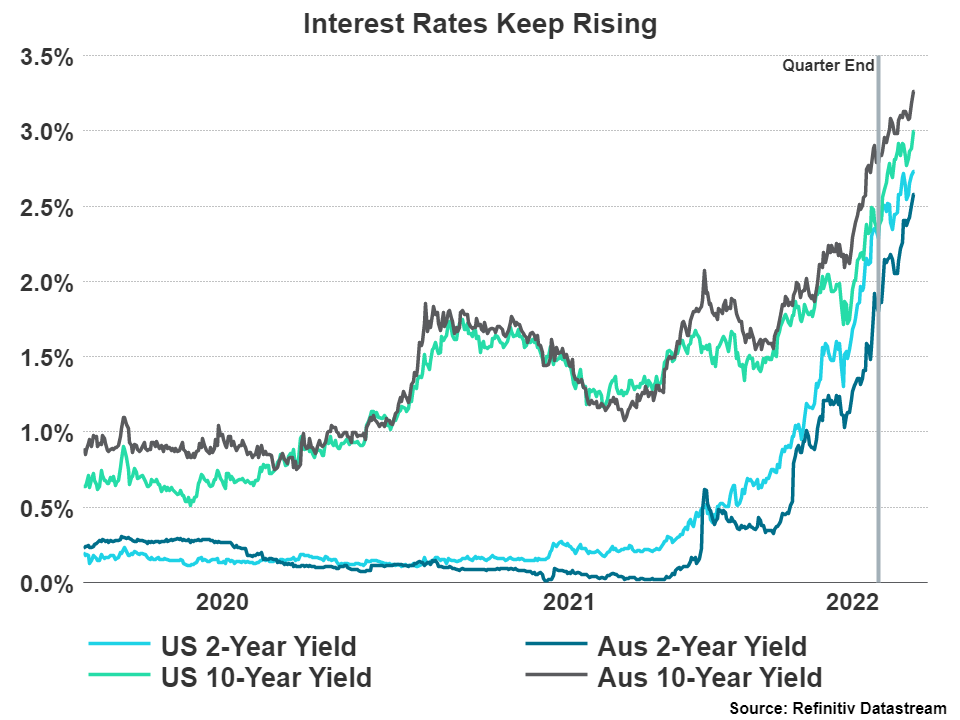 Interest Rates Keep Rising
3.5%
Quarter End
3.0%
2.5%
2.0%
1.5%
1.0%
0.5%
0.0%
2020 2021 2022
US 2-Year Yield Aus 2-Year Yield
US 10-Year Yield Aus 10-Year Yield
Source: Refinitiv Datastream